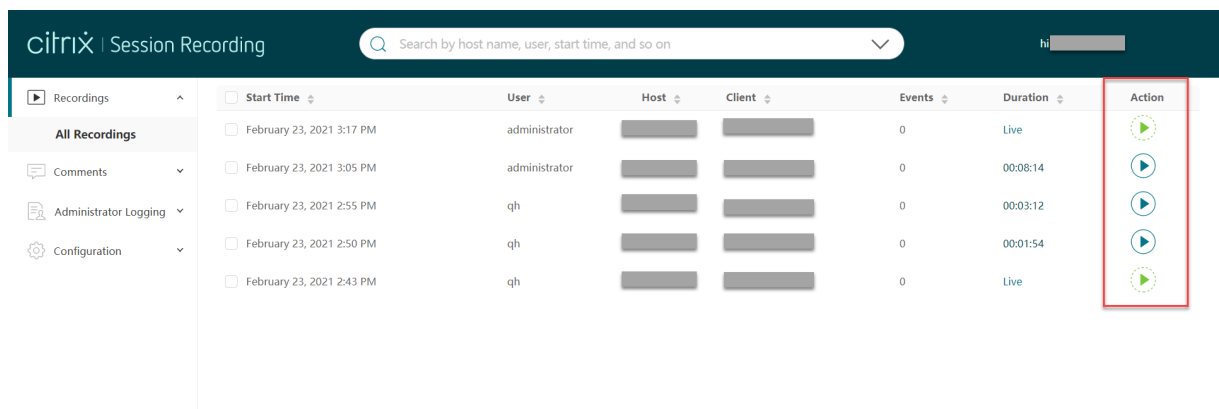 citrix | Session Recording
Search by host name, user, start time, and so on
hi
Recordings
All Recordings
Comments
Administrator Logging
Configuration
Start Time User Host Client Events Duration Action
February 23, 2021 3:17 PM administrator 0 Live
February 23, 2021 3:05 PM administrator 0 00:08:14
February 23, 2021 2:55 PM qh 0 00:03:12
February 23, 2021 2:50 PM qh 0 00:01:54
February 23, 2021 2:43 PM qh 0 Live